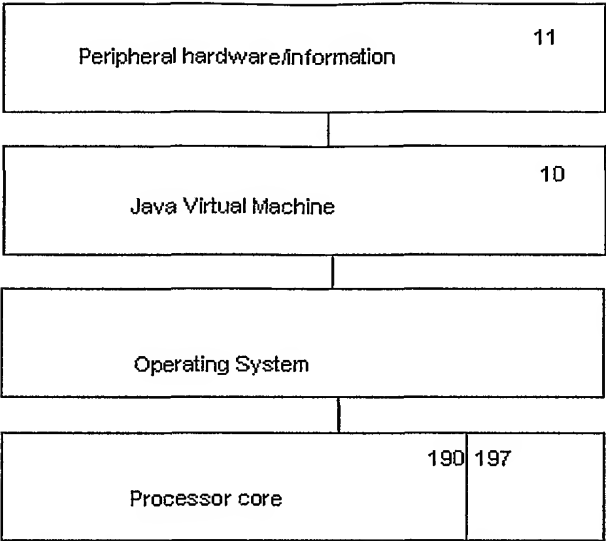 11
Peripheral hardware/information
10
Java Virtual Machine
Operating System
190 197
Processor core